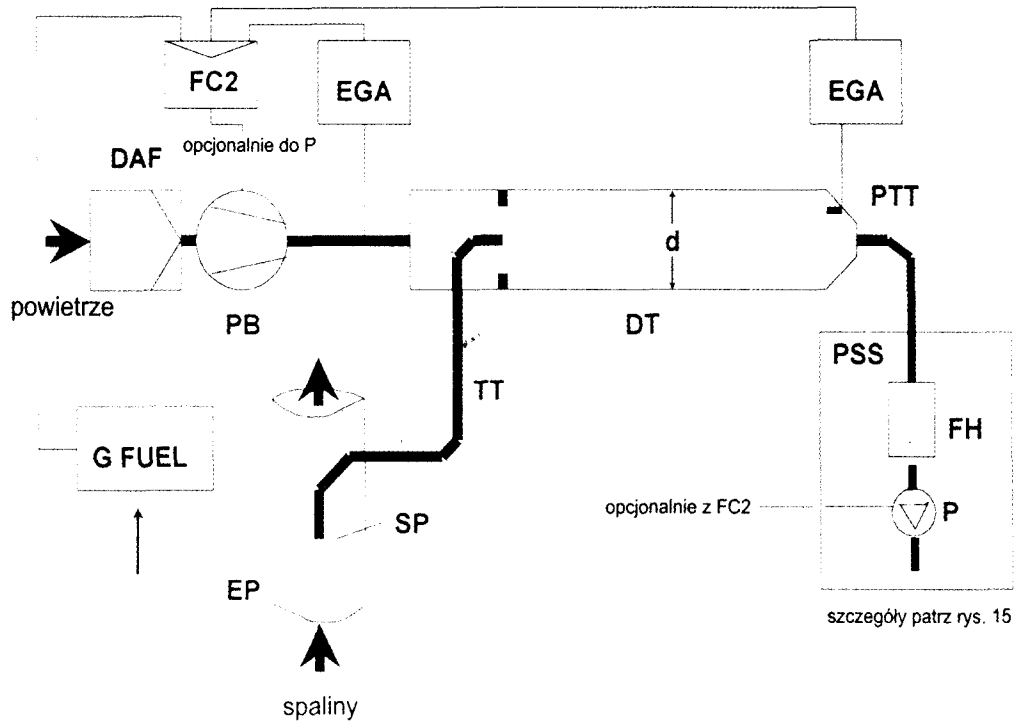 FC2
EGA
EGA
opcjonalnie do P
DAF
PTT
d
powietrze
PB
DT
PSS
TT
FH
G FUEL
opcjonalnie z FC2
P
SP
EP
szczegóły patrz rys. 15
spaliny